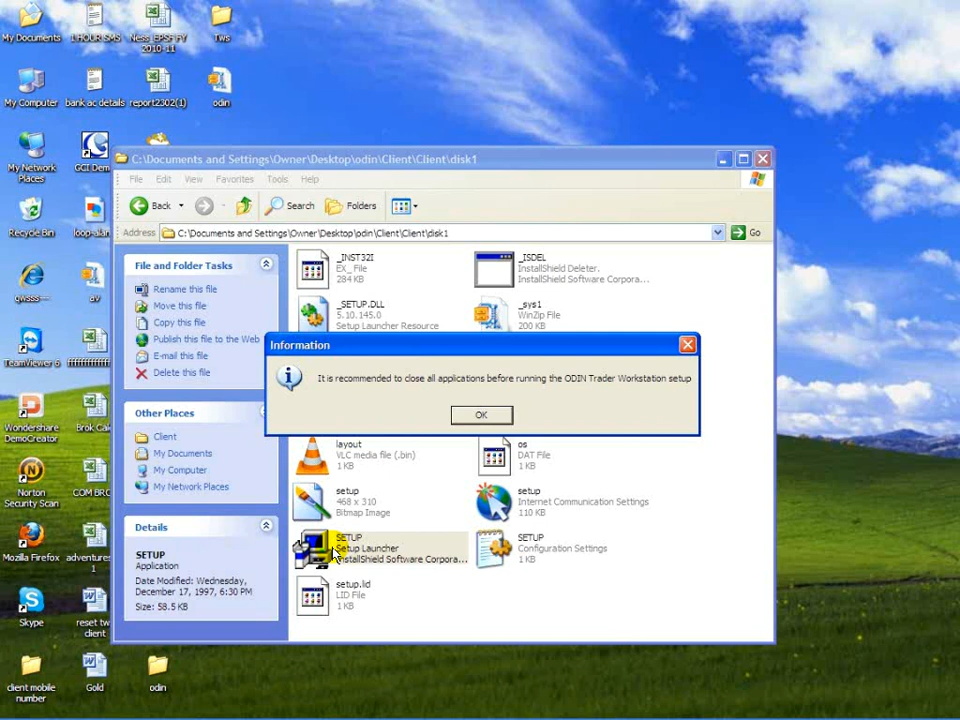 My Documents
1 HOUR SMS
Ness_EPSF FY 2010-11
Tws
My Computer
bank ac details
report2302(1)
odin
My Network Places
GCI Dem
Recycle Bin
loop-alan
qwsss---
av
TeamViewer 6
ffffffffffffff
Wondershare DemoCreator
Brok Cal
Norton Security Scan
COM BRO
Mozilla Firefox
adventures 1
Skype
reset tw client
client mobile number
Gold
odin
C:\Documents and Settings\Owner\Desktop\odin\Client\Client\disk1
File Edit View Favorites Tools Help
Back Search Folders
Address C:\Documents and Settings\Owner\Desktop\odin\Client\Client\disk1 Go
File and Folder Tasks
Rename this file
Move this file
Copy this file
Publish this file to the Web
E-mail this file
Delete this file
Other Places
Client
My Documents
My Computer
My Network Places
Details
SETUP
Application
Date Modified: Wednesday,
December 17, 1997, 6:30 PM
Size: 58.5 KB
_INST32I
EX_ File
284 KB
_ISDEL
InstallShield Deleter.
InstallShield Software Corpora...
_SETUP.DLL
5.10.145.0
Setup Launcher Resource
_sys1
WinZip File
200 KB
Information
It is recommended to close all applications before running the ODIN Trader Workstation setup
OK
layout
VLC media file (.bin)
1 KB
os
DAT File
1 KB
setup
468 x 310
Bitmap Image
setup
Internet Communication Settings
110 KB
SETUP
Setup Launcher
InstallShield Software Corpora...
SETUP
Configuration Settings
1 KB
setup.lid
LID File
1 KB